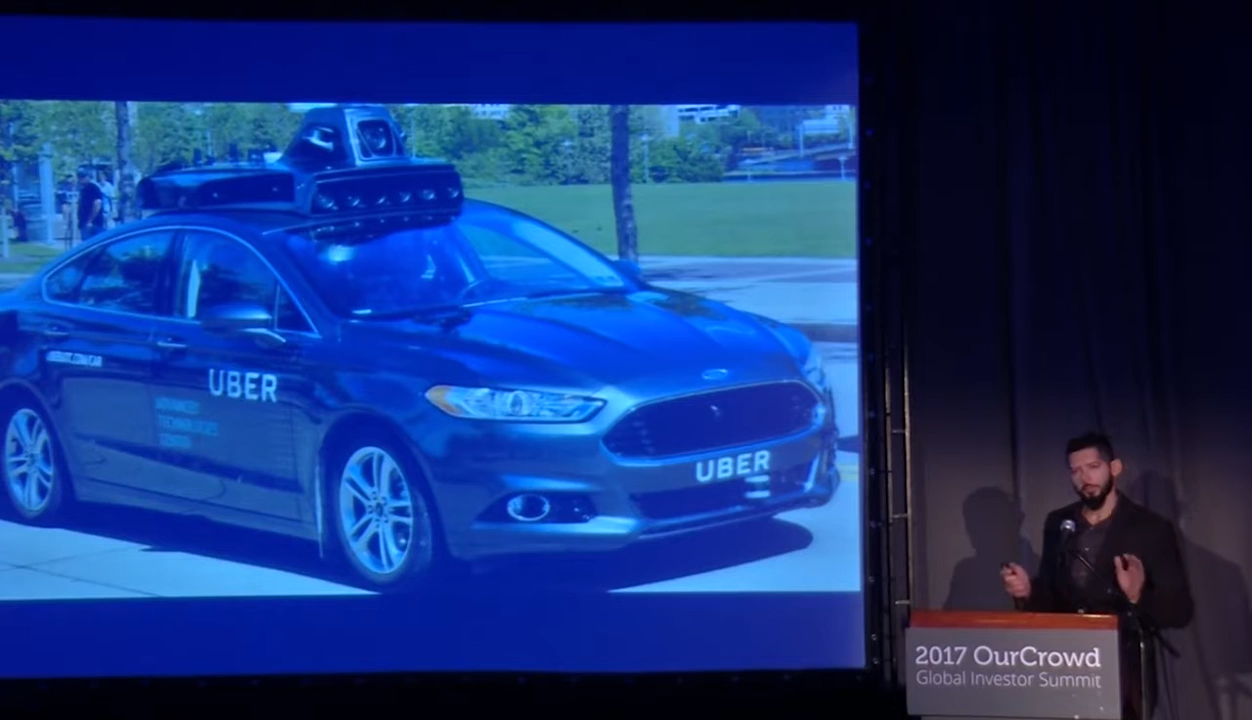 UBER
ADVANCED
TECHNOLOGIES
CENTER
UBER
2017 OurCrowd
Global Investor Summit